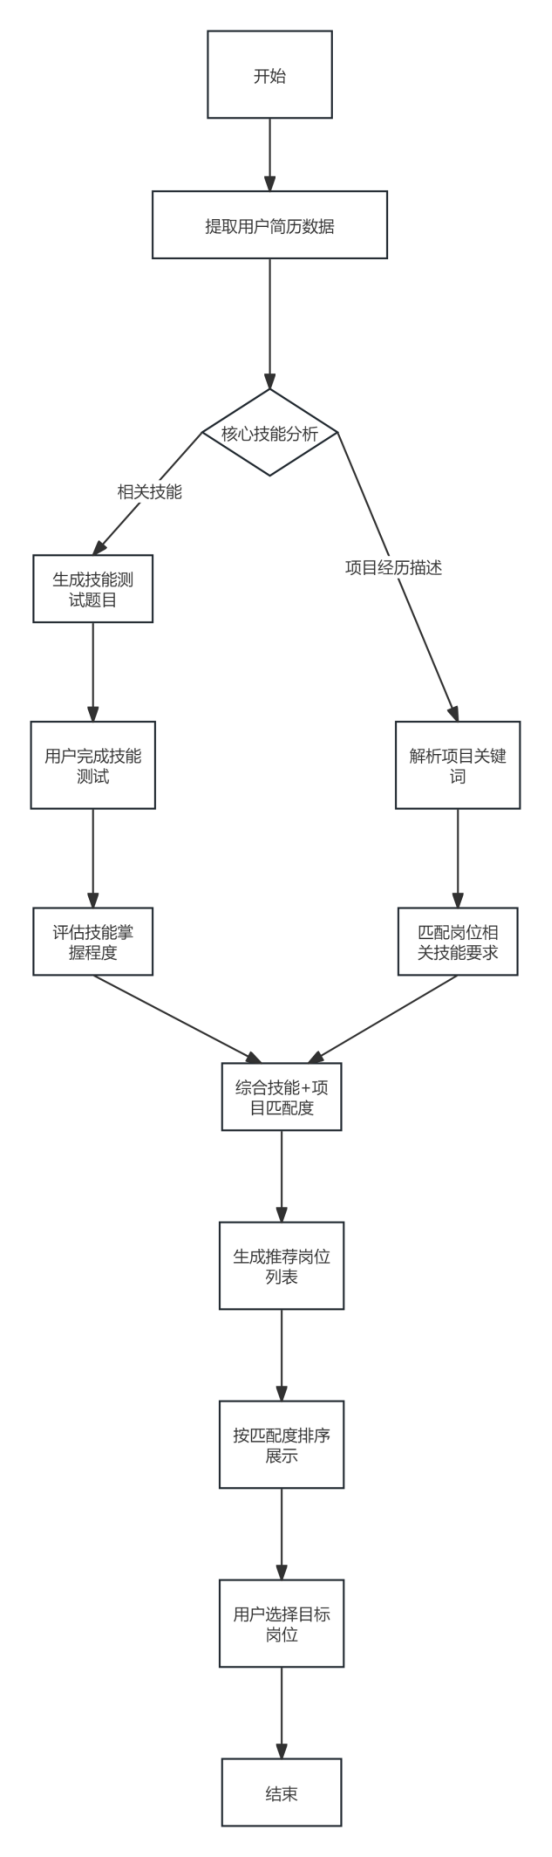 开始
提取用户简历数据
核心技能分析
相关技能
项目经历描述
生成技能测
试题目
用户完成技能
测试
解析项目关键
词
评估技能掌
握程度
匹配岗位相
关技能要求
综合技能+项
目匹配度
生成推荐岗位
列表
按匹配度排序
展示
用户选择目标
岗位
结束